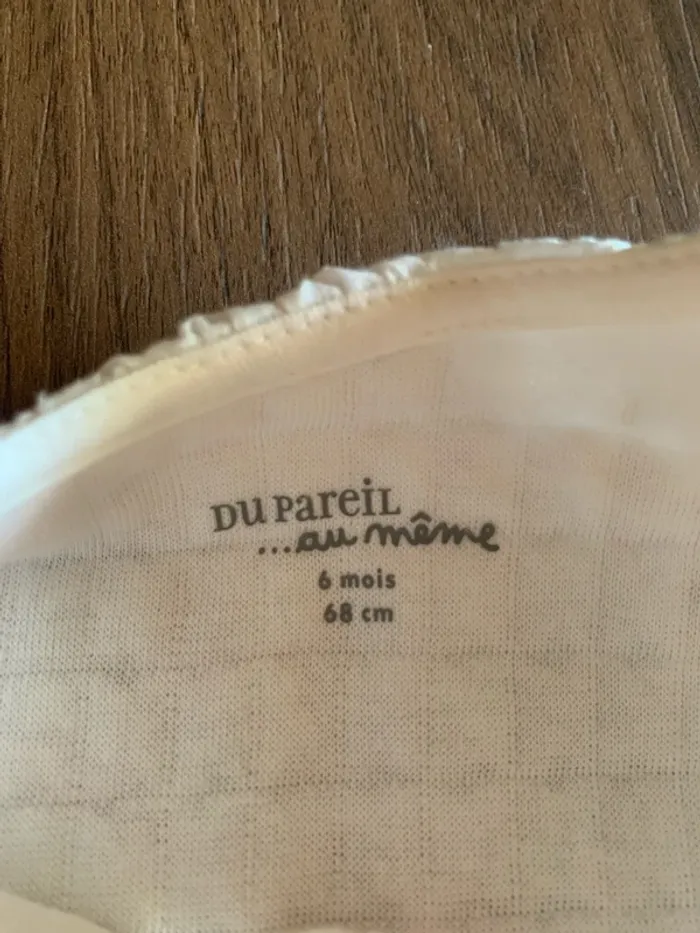 DU PAREIL
...au même
6 mois
68 cm